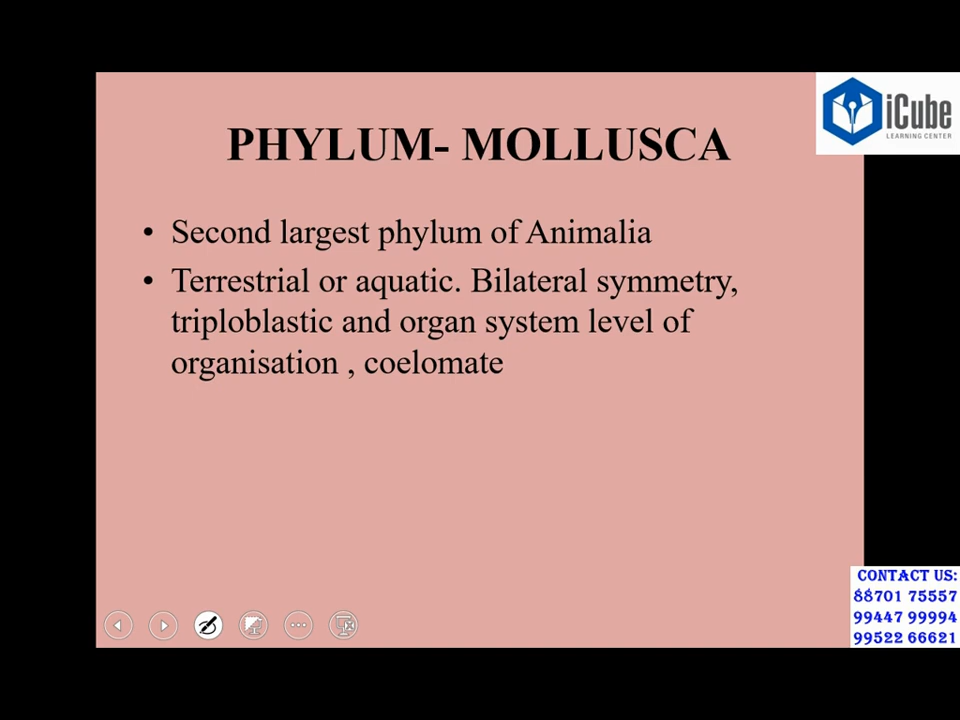 iCube
LEARNING CENTER
PHYLUM- MOLLUSCA
• Second largest phylum of Animalia
• Terrestrial or aquatic. Bilateral symmetry,
triploblastic and organ system level of
organisation , coelomate
CONTACT US:
88701 75557
99447 99994
99522 66621